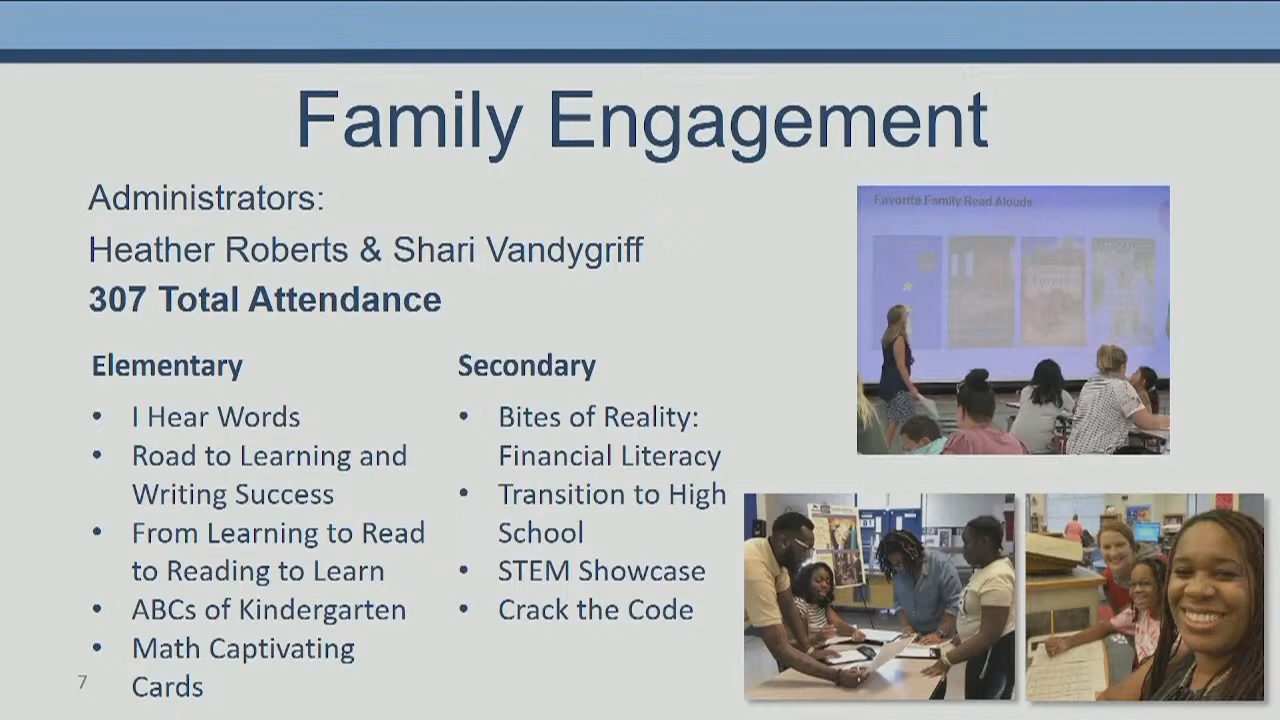 Family Engagement
Administrators:
Heather Roberts & Shari Vandygriff
307 Total Attendance
Elementary
• I Hear Words
• Road to Learning and
Writing Success
• From Learning to Read
to Reading to Learn
• ABCs of Kindergarten
• Math Captivating
Cards
Secondary
• Bites of Reality:
Financial Literacy
• Transition to High
School
• STEM Showcase
• Crack the Code
Favorite Family Read Alouds
7